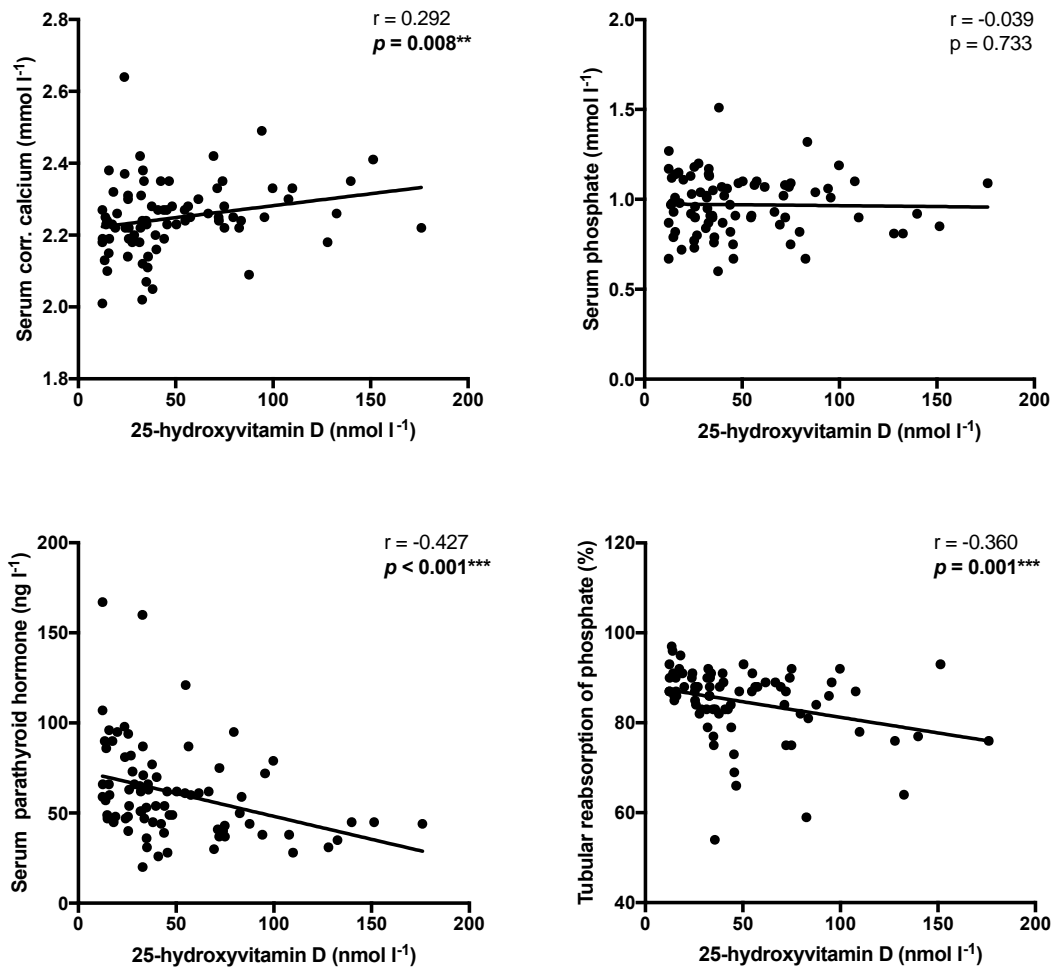 r = 0.292
p = 0.008**
2.8
2.6
2.4
2.2
2.0
1.8
0
50
100
150
200
Serum corr. calcium (mmol l⁻¹)
25-hydroxyvitamin D (nmol l⁻¹)
r = -0.039
p = 0.733
2.0
1.5
1.0
0.5
0.0
0
50
100
150
200
Serum phosphate (mmol l⁻¹)
25-hydroxyvitamin D (nmol l⁻¹)
r = -0.427
p < 0.001***
200
150
100
50
0
0
50
100
150
200
Serum parathyroid hormone (ng l⁻¹)
25-hydroxyvitamin D (nmol l⁻¹)
r = -0.360
p = 0.001***
120
100
80
60
40
0
50
100
150
200
Tubular reabsorption of phosphate (%)
25-hydroxyvitamin D (nmol l⁻¹)